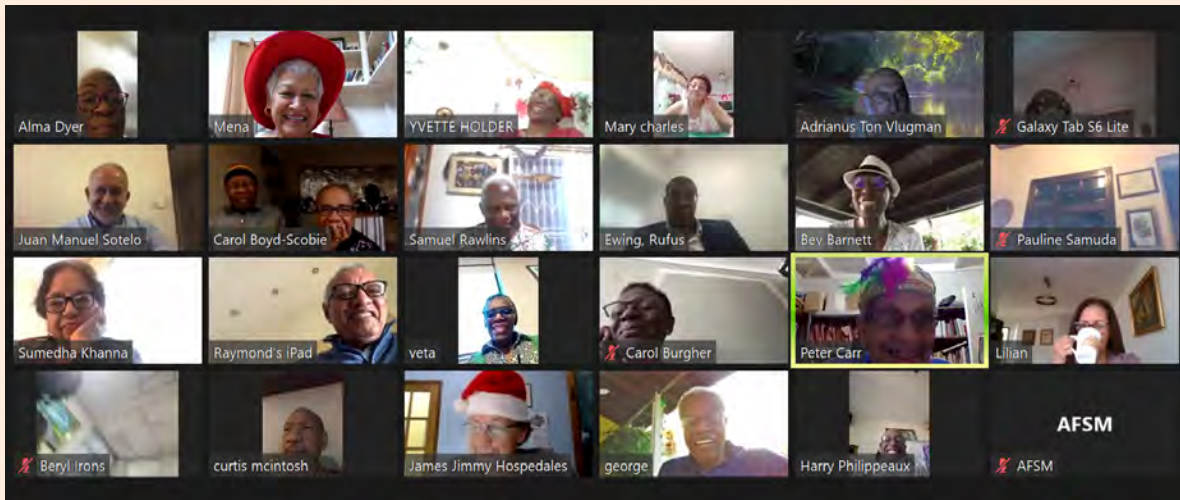 Alma Dyer
Mena
YVETTE HOLDER
Mary charles
Adrianus Ton Vlugman
Galaxy Tab S6 Lite
Juan Manuel Sotelo
Carol Boyd-Scobie
Samuel Rawlins
Ewing, Rufus
Bev Barnett
Pauline Samuda
Sumedha Khanna
Raymond's iPad
veta
Carol Burgher
Peter Carr
Lilian
Beryl Irons
curtis mcintosh
James Jimmy Hospedales
george
Harry Philippeaux
AFSM
AFSM